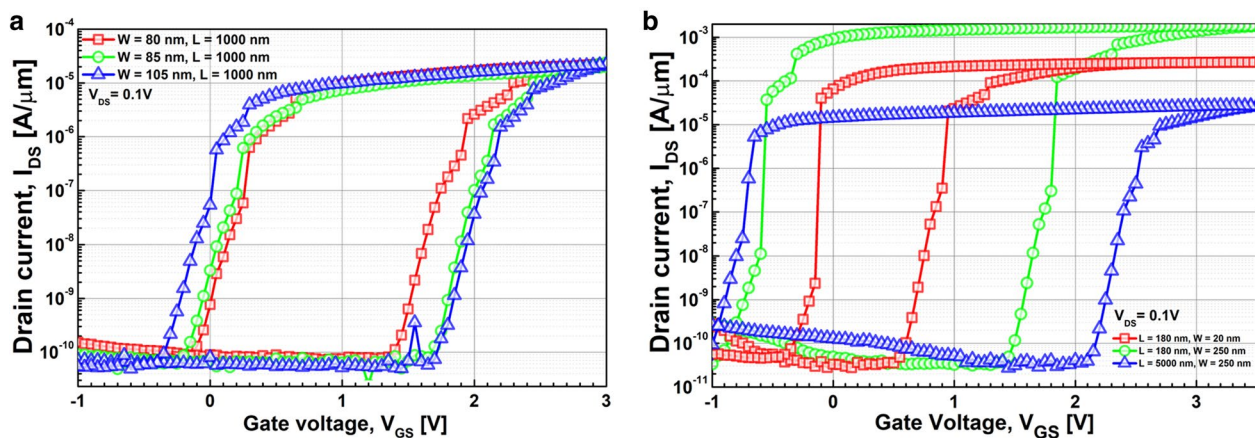 a
Drain current, I_DS [A/μm]
10^-4
10^-5
10^-6
10^-7
10^-8
10^-9
10^-10
W = 80 nm, L = 1000 nm
W = 85 nm, L = 1000 nm
W = 105 nm, L = 1000 nm
V_DS = 0.1V
-1 0 1 2 3
Gate voltage, V_GS [V]
b
Drain current, I_DS [A/μm]
10^-3
10^-4
10^-5
10^-6
10^-7
10^-8
10^-9
10^-10
10^-11
V_DS = 0.1V
L = 180 nm, W = 20 nm
L = 180 nm, W = 250 nm
L = 5000 nm, W = 250 nm
-1 0 1 2 3
Gate Voltage, V_GS [V]